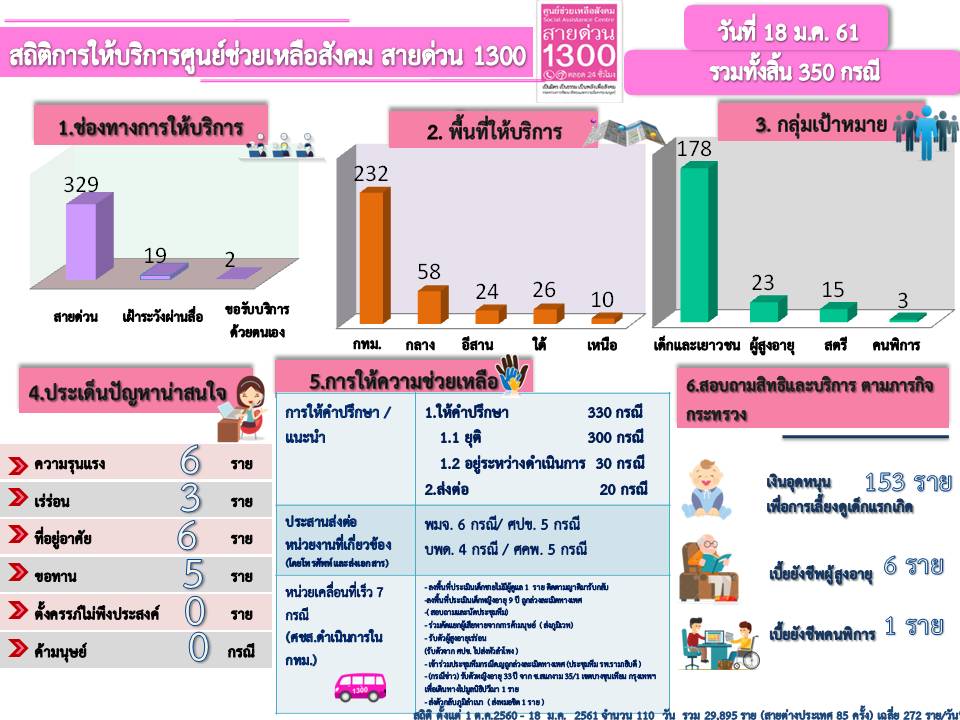 สถิติการให้บริการศูนย์ช่วยเหลือสังคม สายด่วน 1300
ศูนย์ช่วยเหลือสังคม
Social Assistance Centre
สายด่วน
1300
ตลอด 24 ชั่วโมง
วันที่ 18 ม.ค. 61
รวมทั้งสิ้น 350 กรณี
1.ช่องทางการให้บริการ
329
19
2
สายด่วน
เฝ้าระวังผ่านสื่อ
ขอรับบริการ
ด้วยตนเอง
2. พื้นที่ให้บริการ
232
58
24
26
10
กทม.
กลาง
อีสาน
ใต้
เหนือ
3. กลุ่มเป้าหมาย
178
23
15
3
เด็กและเยาวชน
ผู้สูงอายุ
สตรี
คนพิการ
4.ประเด็นปัญหาน่าสนใจ
ความรุนแรง 6 ราย
เร่ร่อน 3 ราย
ที่อยู่อาศัย 6 ราย
ขอทาน 5 ราย
ตั้งครรภ์ไม่พึงประสงค์ 0 ราย
ค้ามนุษย์ 0 กรณี
5.การให้ความช่วยเหลือ
การให้คำปรึกษา /
แนะนำ
1.ให้คำปรึกษา 330 กรณี
1.1 ยุติ 300 กรณี
1.2 อยู่ระหว่างดำเนินการ 30 กรณี
2.ส่งต่อ 20 กรณี
ประสานส่งต่อ
หน่วยงานที่เกี่ยวข้อง
(โดยโทรศัพท์และส่งเอกสาร)
พมจ. 6 กรณี/ ศปข. 5 กรณี
บพด. 4 กรณี / ศคพ. 5 กรณี
หน่วยเคลื่อนที่เร็ว 7
กรณี
(ศชส.ดำเนินการใน
กทม.)
1300
- ลงพื้นที่ประเมินเด็กชายไม่มีผู้ดูแล 1 ราย ติดตามญาติมารับกลับ
-ลงพื้นที่ประเมินเด็กหญิงอายุ 9 ปี ถูกล่วงละเมิดทางเพศ
-( สอบถามและนัดประชุมทีม)
- ร่วมคัดแยกผู้เสียหายจากการค้ามนุษย์ ( ส่งภูมิเวท)
- รับตัวผู้สูงอายุเร่ร่อน
(รับตัวจาก ศปข. ไปส่งหัวลำโพง )
- เข้าร่วมประชุมทีมกรณีดญถูกล่วงละเมิดทางเพศ (ประชุมทีม รพ.รามาธิบดี )
- (กรณีข่าว) รับตัวหญิงอายุ 33 ปี จาก ซ.สมถาม 35/1 เขตบางขุนเทียน กรุงเทพฯ
เพื่อเดินทางไปมูลนิธิปวีณา 1 ราย
- ส่งตัวกลับภูมิลำเนา ( ส่งหมอชิต 1 ราย )
6.สอบถามสิทธิและบริการ ตามภารกิจ
กระทรวง
เงินอุดหนุน 153 ราย
เพื่อการเลี้ยงดูเด็กแรกเกิด
เบี้ยยังชีพผู้สูงอายุ 6 ราย
เบี้ยยังชีพคนพิการ 1 ราย
สถิติ ตั้งแต่ 1 ต.ค.2560 - 18 ม.ค. 2561 จำนวน 110 วัน รวม 29,895 ราย (สายต่างประเทศ 85 ครั้ง) เฉลี่ย 272 ราย/วัน